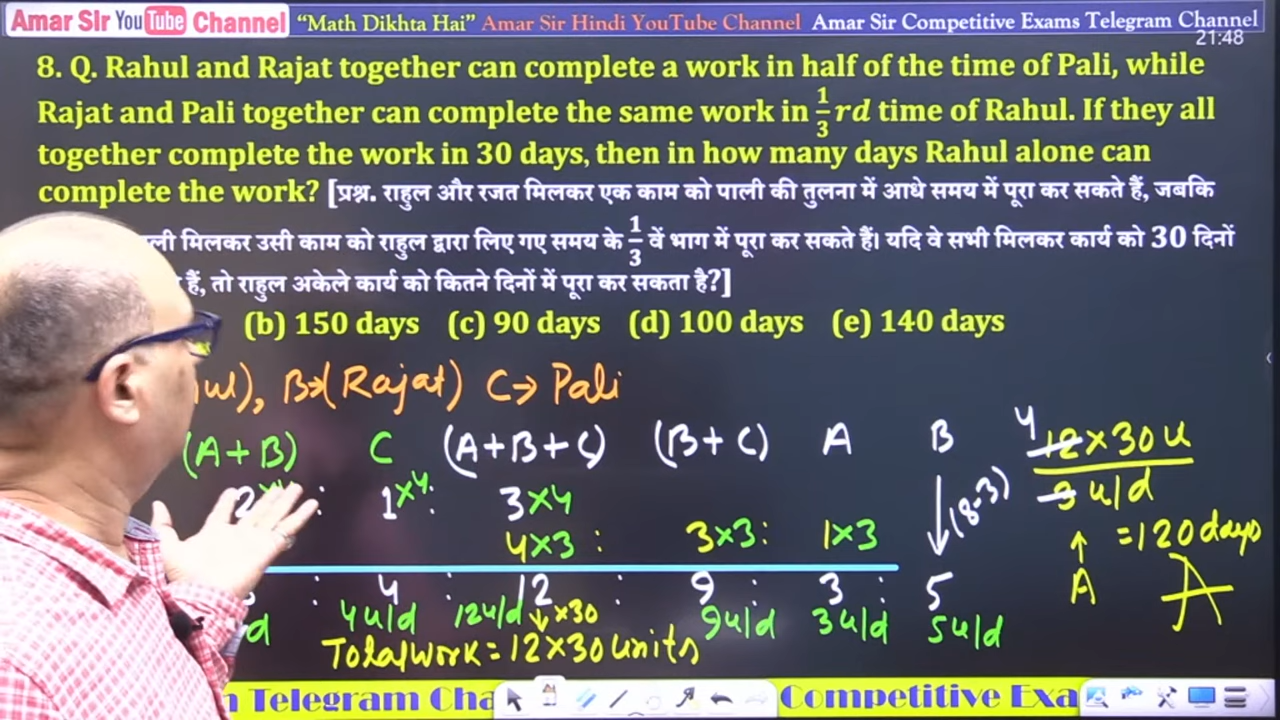 Amar SIr YouTube Channel "Math Dikhta Hai" Amar Sir Hindi YouTube Channel Amar Sir Competitive Exams Telegram Channel
21:48
8. Q. Rahul and Rajat together can complete a work in half of the time of Pali, while
Rajat and Pali together can complete the same work in 1/3 rd time of Rahul. If they all
together complete the work in 30 days, then in how many days Rahul alone can
complete the work? [प्रश्न. राहुल और रजत मिलकर एक काम को पाली की तुलना में आधे समय में पूरा कर सकते हैं, जबकि
मिलकर उसी काम को राहुल द्वारा लिए गए समय के 1/3 वें भाग में पूरा कर सकते हैं। यदि वे सभी मिलकर कार्य को 30 दिनों
हैं, तो राहुल अकेले कार्य को कितने दिनों में पूरा कर सकता है?]
(b) 150 days (c) 90 days (d) 100 days (e) 140 days
B→(Rajat) C→ Pali
(A+B) C (A+B+C) (B+C) A B
2 : 1×4 : 3×4
4×3 : 3×3 : 1×3
(8-3)
: 4 : 12 : 9 : 3 : 5
4u/d 12u/d ×30 9u/d 3u/d 5u/d
Total work = 12×30 units
4
12×30 u
3 u/d
= 120 days
A A
Telegram Competitive